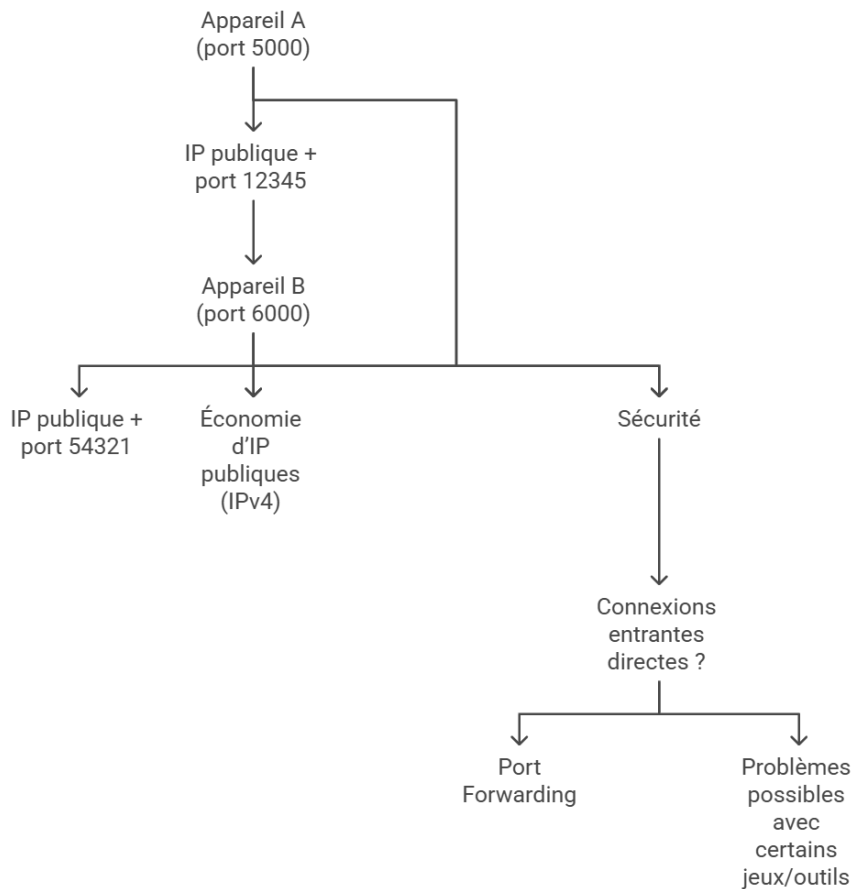 Appareil A
(port 5000)
IP publique +
port 12345
Appareil B
(port 6000)
IP publique +
port 54321
Économie
d’IP
publiques
(IPv4)
Sécurité
Connexions
entrantes
directes ?
Port
Forwarding
Problèmes
possibles
avec
certains
jeux/outils